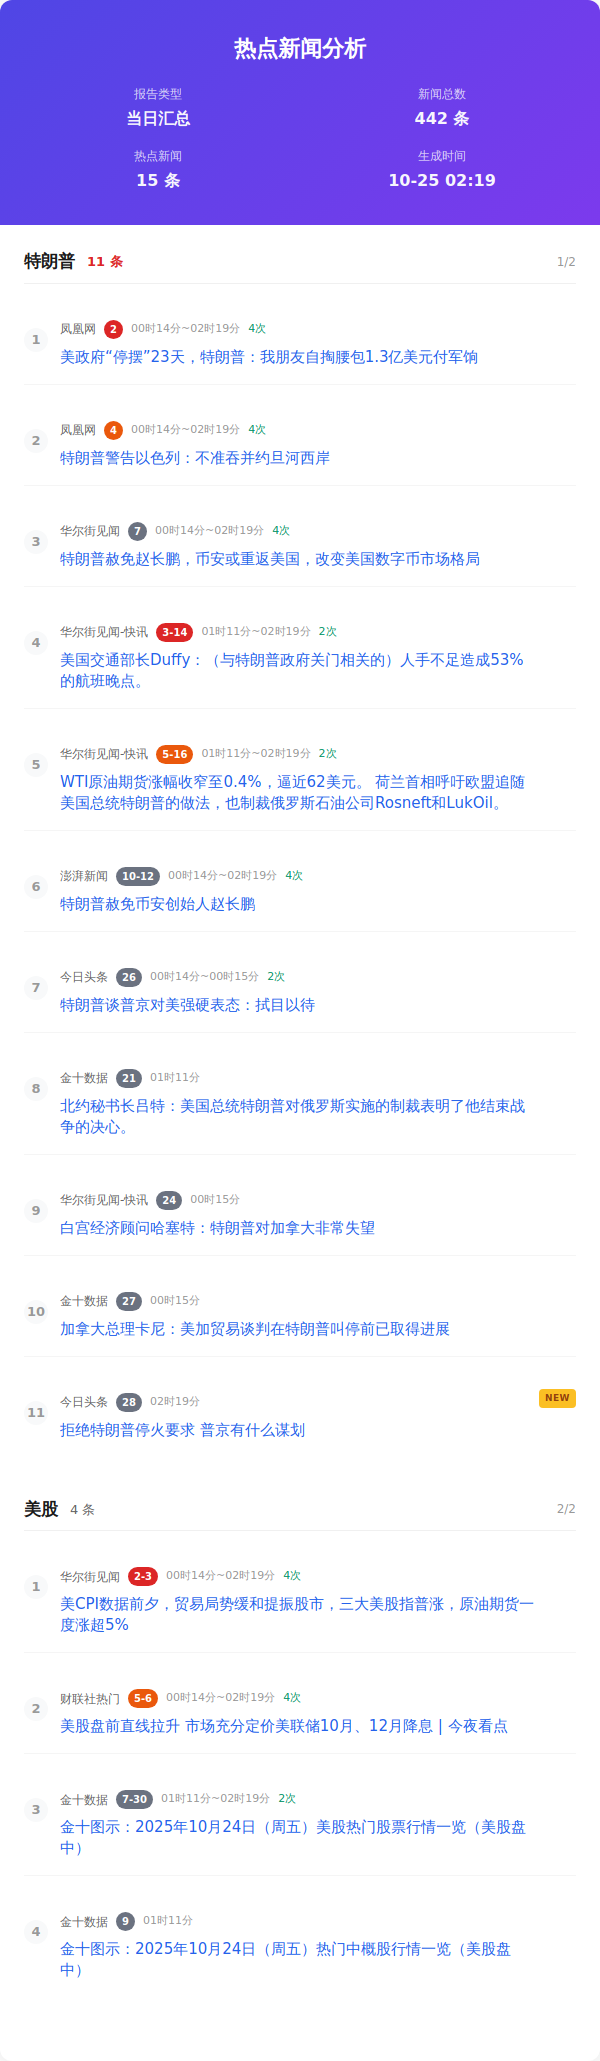 热点新闻分析
报告类型
新闻总数
当日汇总
442 条
热点新闻
生成时间
15 条
10-25 02:19
特朗普 11 条 1/2
1
凤凰网 2 00时14分~02时19分 4次
美政府“停摆”23天，特朗普：我朋友自掏腰包1.3亿美元付军饷
2
凤凰网 4 00时14分~02时19分 4次
特朗普警告以色列：不准吞并约旦河西岸
3
华尔街见闻 7 00时14分~02时19分 4次
特朗普赦免赵长鹏，币安或重返美国，改变美国数字币市场格局
4
华尔街见闻-快讯 3-14 01时11分~02时19分 2次
美国交通部长Duffy：（与特朗普政府关门相关的）人手不足造成53%
的航班晚点。
5
华尔街见闻-快讯 5-16 01时11分~02时19分 2次
WTI原油期货涨幅收窄至0.4%，逼近62美元。 荷兰首相呼吁欧盟追随
美国总统特朗普的做法，也制裁俄罗斯石油公司Rosneft和LukOil。
6
澎湃新闻 10-12 00时14分~02时19分 4次
特朗普赦免币安创始人赵长鹏
7
今日头条 26 00时14分~00时15分 2次
特朗普谈普京对美强硬表态：拭目以待
8
金十数据 21 01时11分
北约秘书长吕特：美国总统特朗普对俄罗斯实施的制裁表明了他结束战
争的决心。
9
华尔街见闻-快讯 24 00时15分
白宫经济顾问哈塞特：特朗普对加拿大非常失望
10
金十数据 27 00时15分
加拿大总理卡尼：美加贸易谈判在特朗普叫停前已取得进展
11
今日头条 28 02时19分 NEW
拒绝特朗普停火要求 普京有什么谋划
美股 4 条 2/2
1
华尔街见闻 2-3 00时14分~02时19分 4次
美CPI数据前夕，贸易局势缓和提振股市，三大美股指普涨，原油期货一
度涨超5%
2
财联社热门 5-6 00时14分~02时19分 4次
美股盘前直线拉升 市场充分定价美联储10月、12月降息 | 今夜看点
3
金十数据 7-30 01时11分~02时19分 2次
金十图示：2025年10月24日（周五）美股热门股票行情一览（美股盘
中）
4
金十数据 9 01时11分
金十图示：2025年10月24日（周五）热门中概股行情一览（美股盘
中）